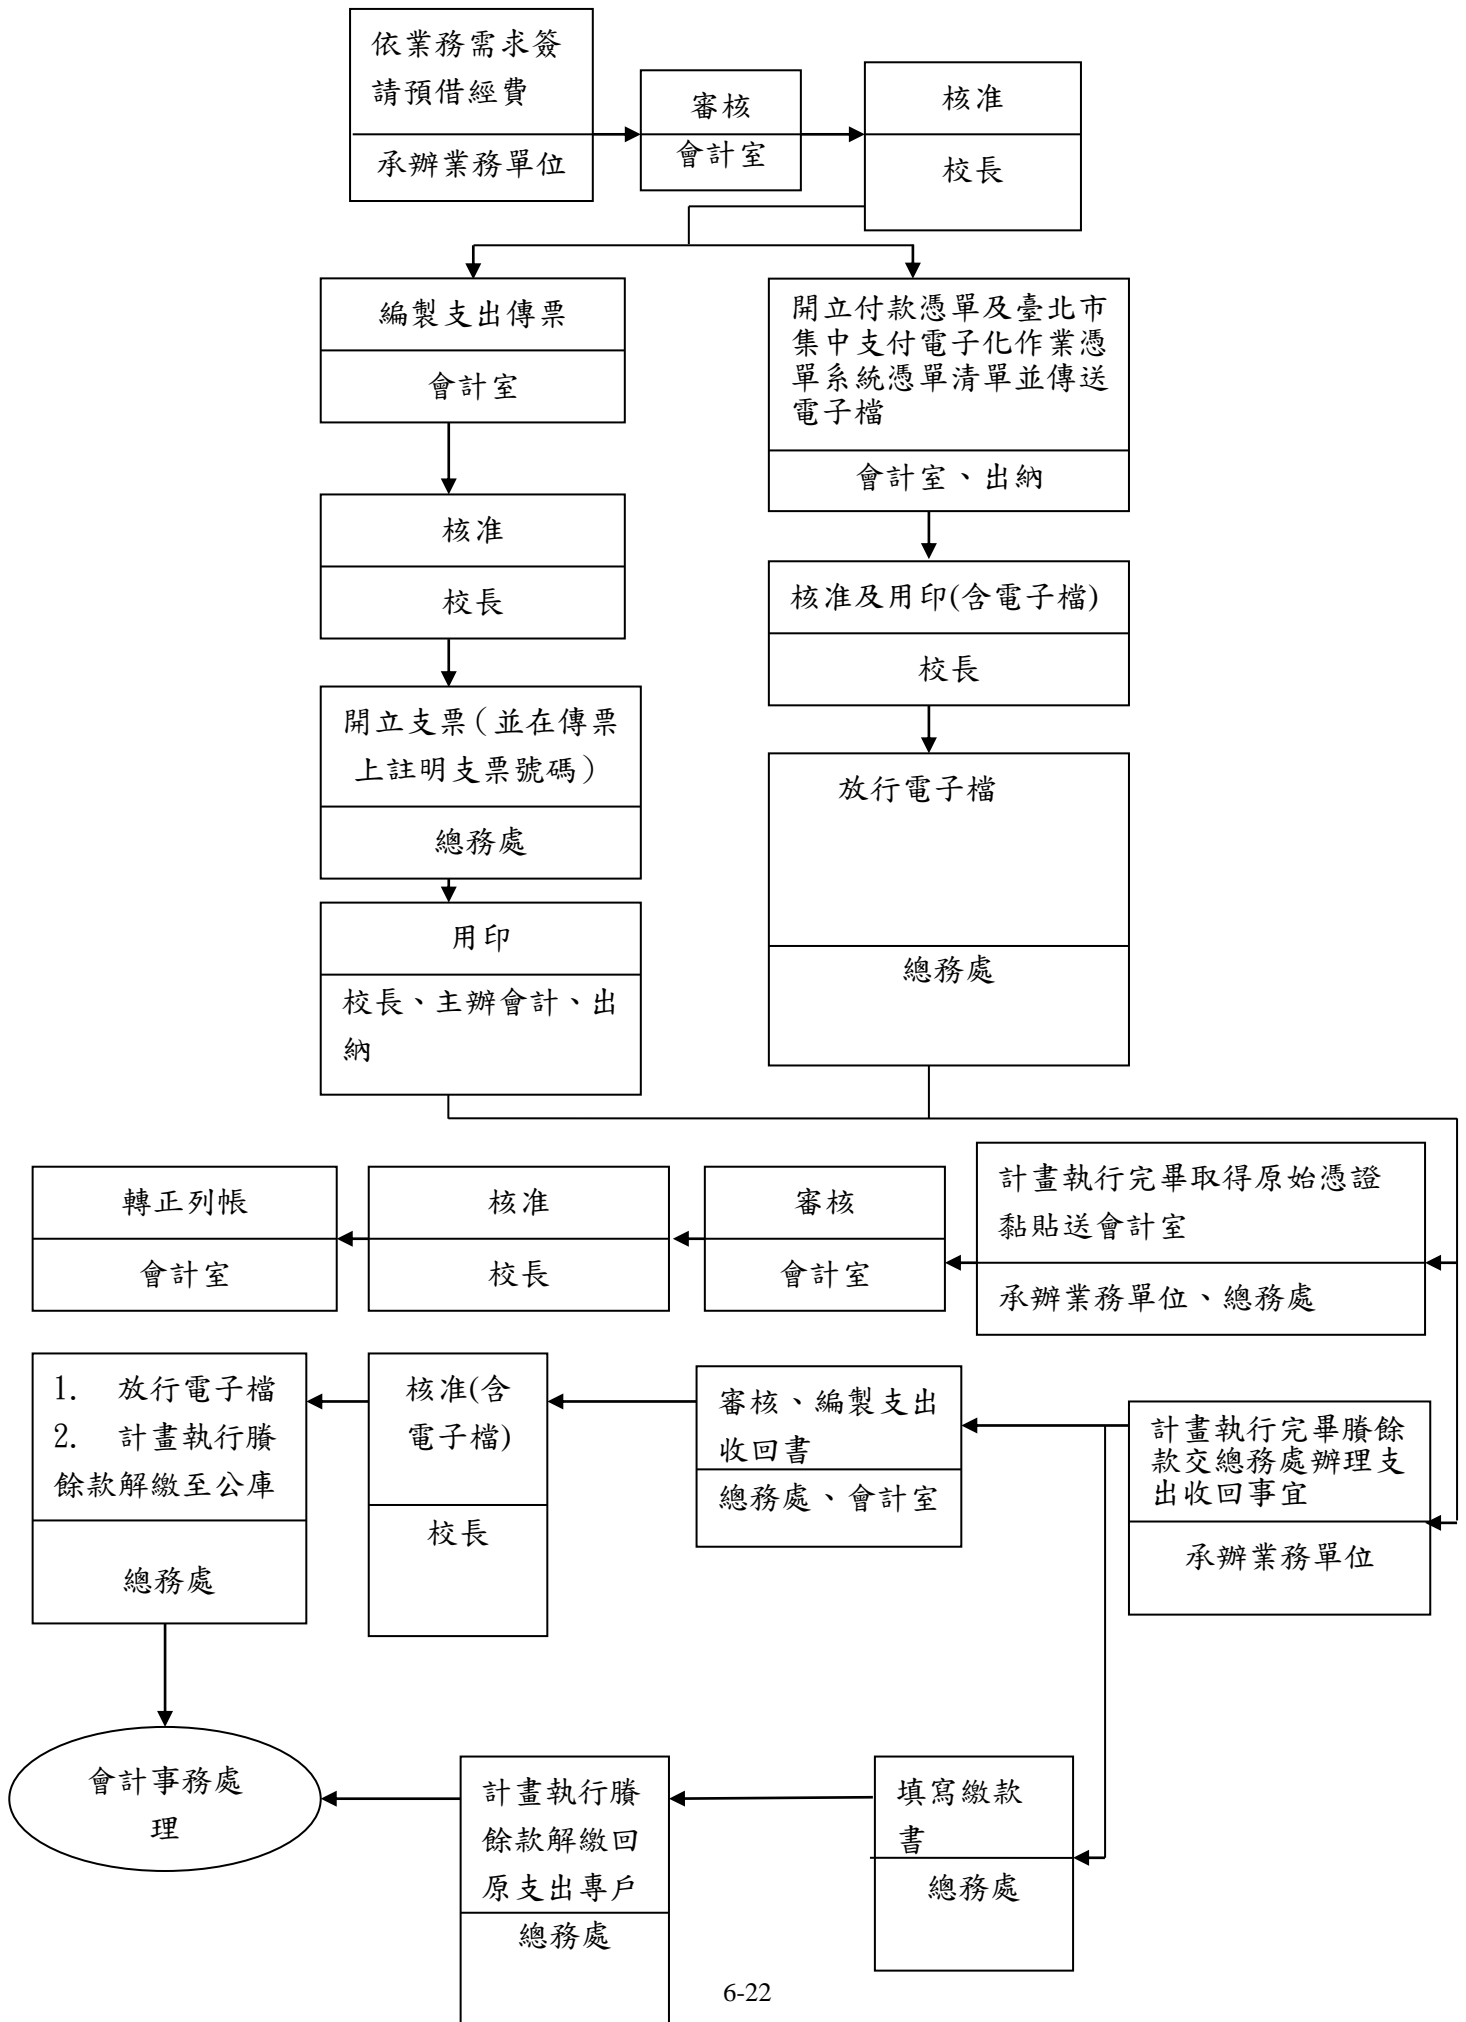 依業務需求簽
請預借經費
承辦業務單位
審核
會計室
核准
校長
編製支出傳票
會計室
開立付款憑單及臺北市
集中支付電子化作業憑
單系統憑單清單並傳送
電子檔
會計室、出納
核准
校長
核准及用印(含電子檔)
校長
開立支票（並在傳票
上註明支票號碼）
總務處
放行電子檔
總務處
用印
校長、主辦會計、出
納
計畫執行完畢取得原始憑證
黏貼送會計室
承辦業務單位、總務處
審核
會計室
核准
校長
轉正列帳
會計室
計畫執行完畢賸餘
款交總務處辦理支
出收回事宜
承辦業務單位
審核、編製支出
收回書
總務處、會計室
核准(含
電子檔)
校長
1. 放行電子檔
2. 計畫執行賸
餘款解繳至公庫
總務處
填寫繳款
書
總務處
計畫執行賸
餘款解繳回
原支出專戶
總務處
會計事務處
理
6-22